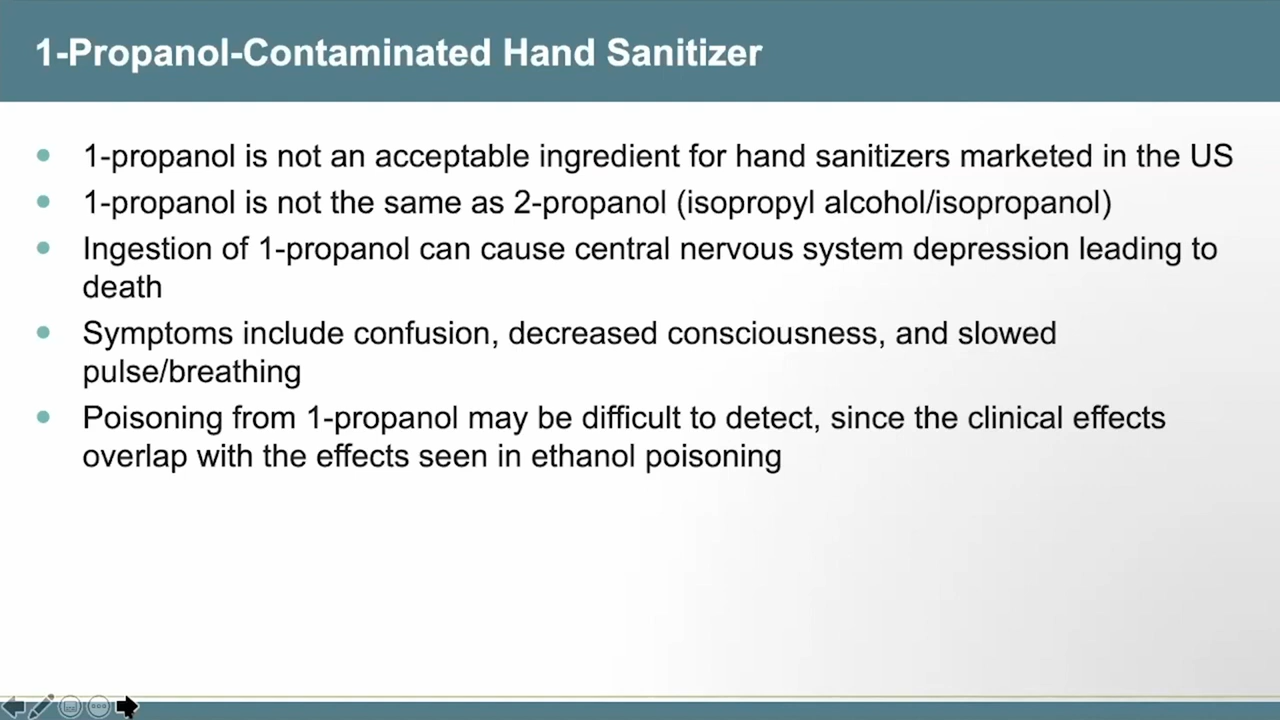 1-Propanol-Contaminated Hand Sanitizer
1-propanol is not an acceptable ingredient for hand sanitizers marketed in the US
1-propanol is not the same as 2-propanol (isopropyl alcohol/isopropanol)
Ingestion of 1-propanol can cause central nervous system depression leading to
death
Symptoms include confusion, decreased consciousness, and slowed
pulse/breathing
Poisoning from 1-propanol may be difficult to detect, since the clinical effects
overlap with the effects seen in ethanol poisoning